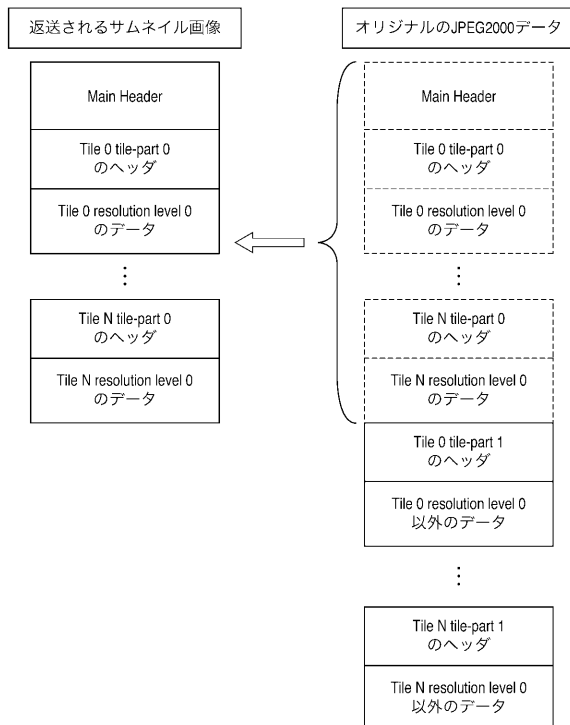 返送されるサムネイル画像
Main Header
Tile 0 tile-part 0
のヘッダ
Tile 0 resolution level 0
のデータ
⋮
Tile N tile-part 0
のヘッダ
Tile N resolution level 0
のデータ
オリジナルのJPEG2000データ
Main Header
Tile 0 tile-part 0
のヘッダ
Tile 0 resolution level 0
のデータ
⋮
Tile N tile-part 0
のヘッダ
Tile N resolution level 0
のデータ
Tile 0 tile-part 1
のヘッダ
Tile 0 resolution level 0
以外のデータ
⋮
Tile N tile-part 1
のヘッダ
Tile N resolution level 0
以外のデータ